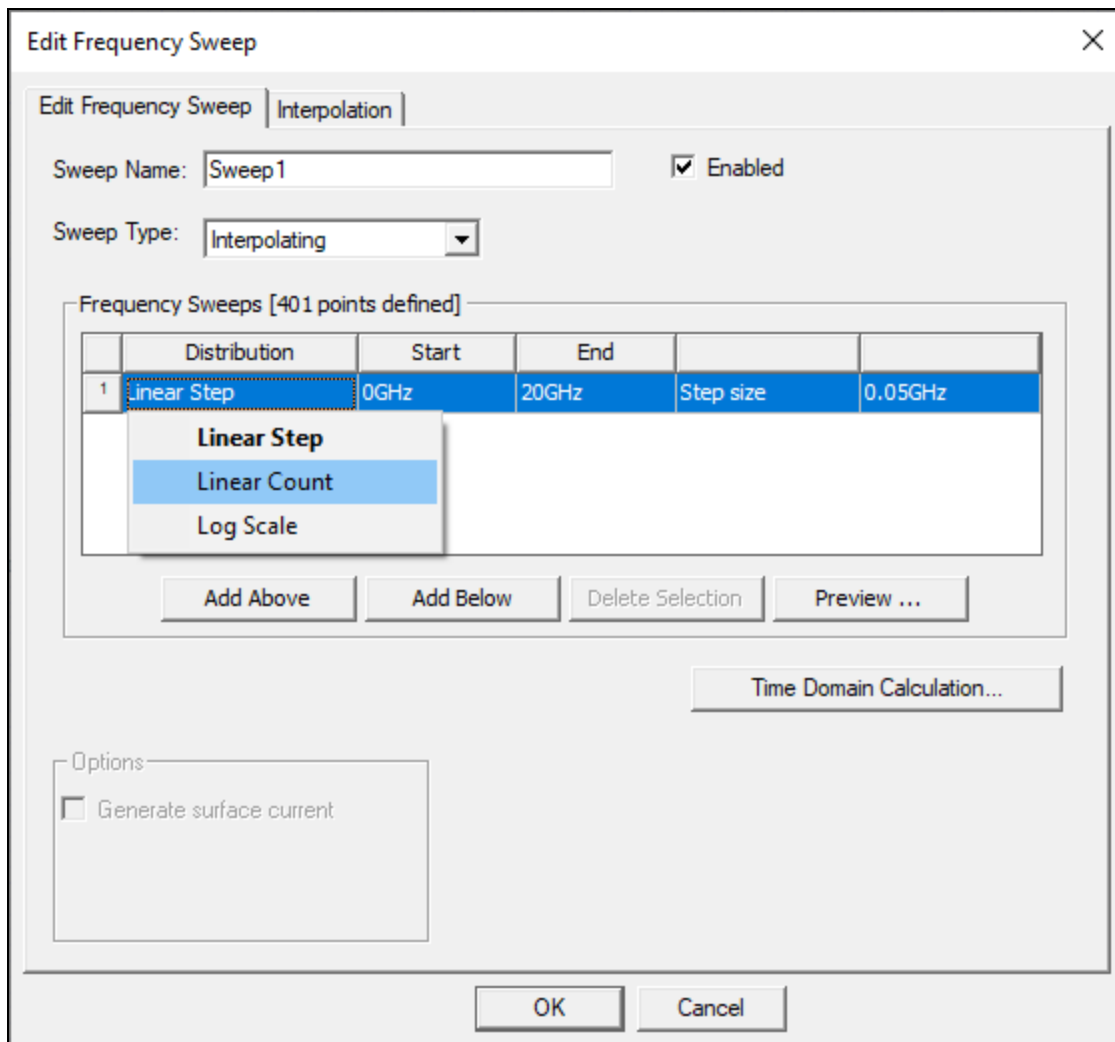 Edit Frequency Sweep
Edit Frequency Sweep Interpolation
Sweep Name: Sweep1 Enabled
Sweep Type: Interpolating
Frequency Sweeps [401 points defined]
Distribution Start End
1 Linear Step 0GHz 20GHz Step size 0.05GHz
Linear Step
Linear Count
Log Scale
Add Above Add Below Delete Selection Preview ...
Time Domain Calculation...
Options
Generate surface current
OK Cancel